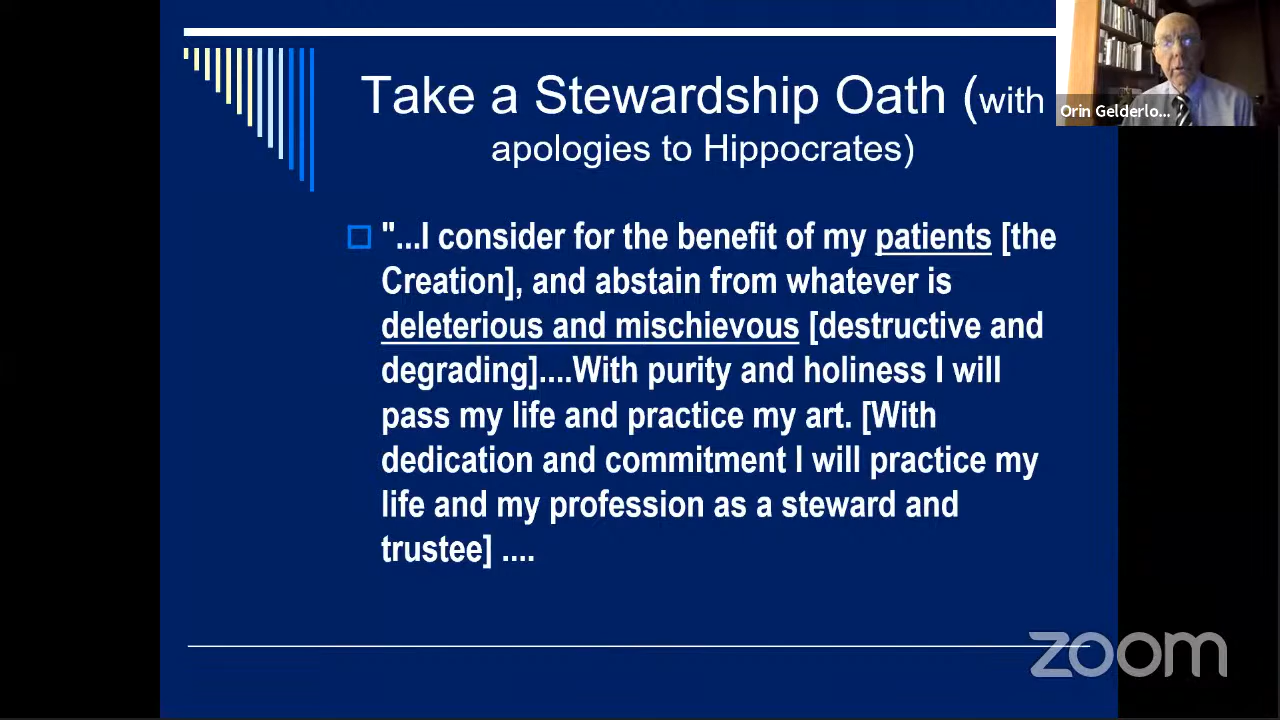 Take a Stewardship Oath (with
apologies to Hippocrates)
Orin Gelderlo...
"...I consider for the benefit of my patients [the
Creation], and abstain from whatever is
deleterious and mischievous [destructive and
degrading]....With purity and holiness I will
pass my life and practice my art. [With
dedication and commitment I will practice my
life and my profession as a steward and
trustee] ....
zoom